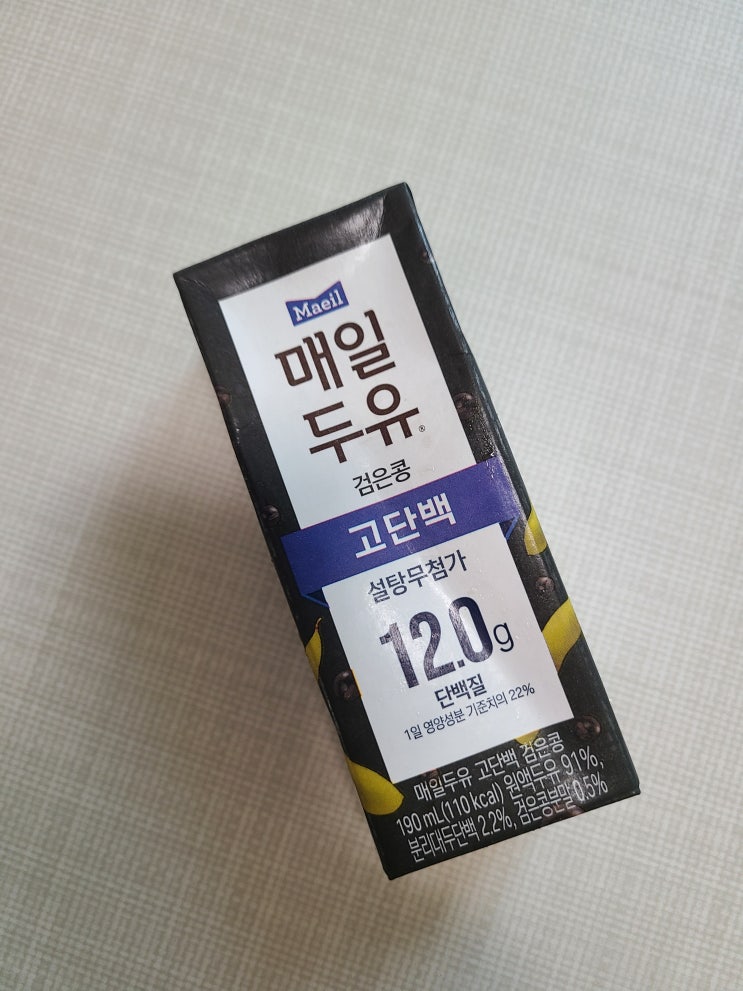 Maeil
매일
두유®
검은콩
고단백
설탕무첨가
12.0g
단백질
1일 영양성분 기준치의 22%
매일두유 고단백 검은콩
190 mL(110 kcal) 원액두유 91%,
분리대두단백 2.2%, 검은콩분말 0.5%